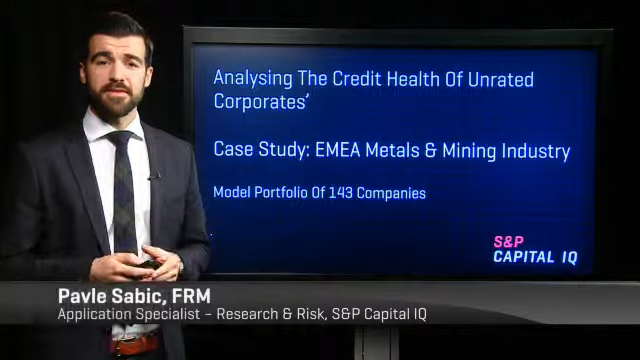 Analysing The Credit Health Of Unrated
Corporates’
Case Study: EMEA Metals & Mining Industry
Model Portfolio Of 143 Companies
S&P
CAPITAL IQ
Pavle Sabic, FRM
Application Specialist – Research & Risk, S&P Capital IQ